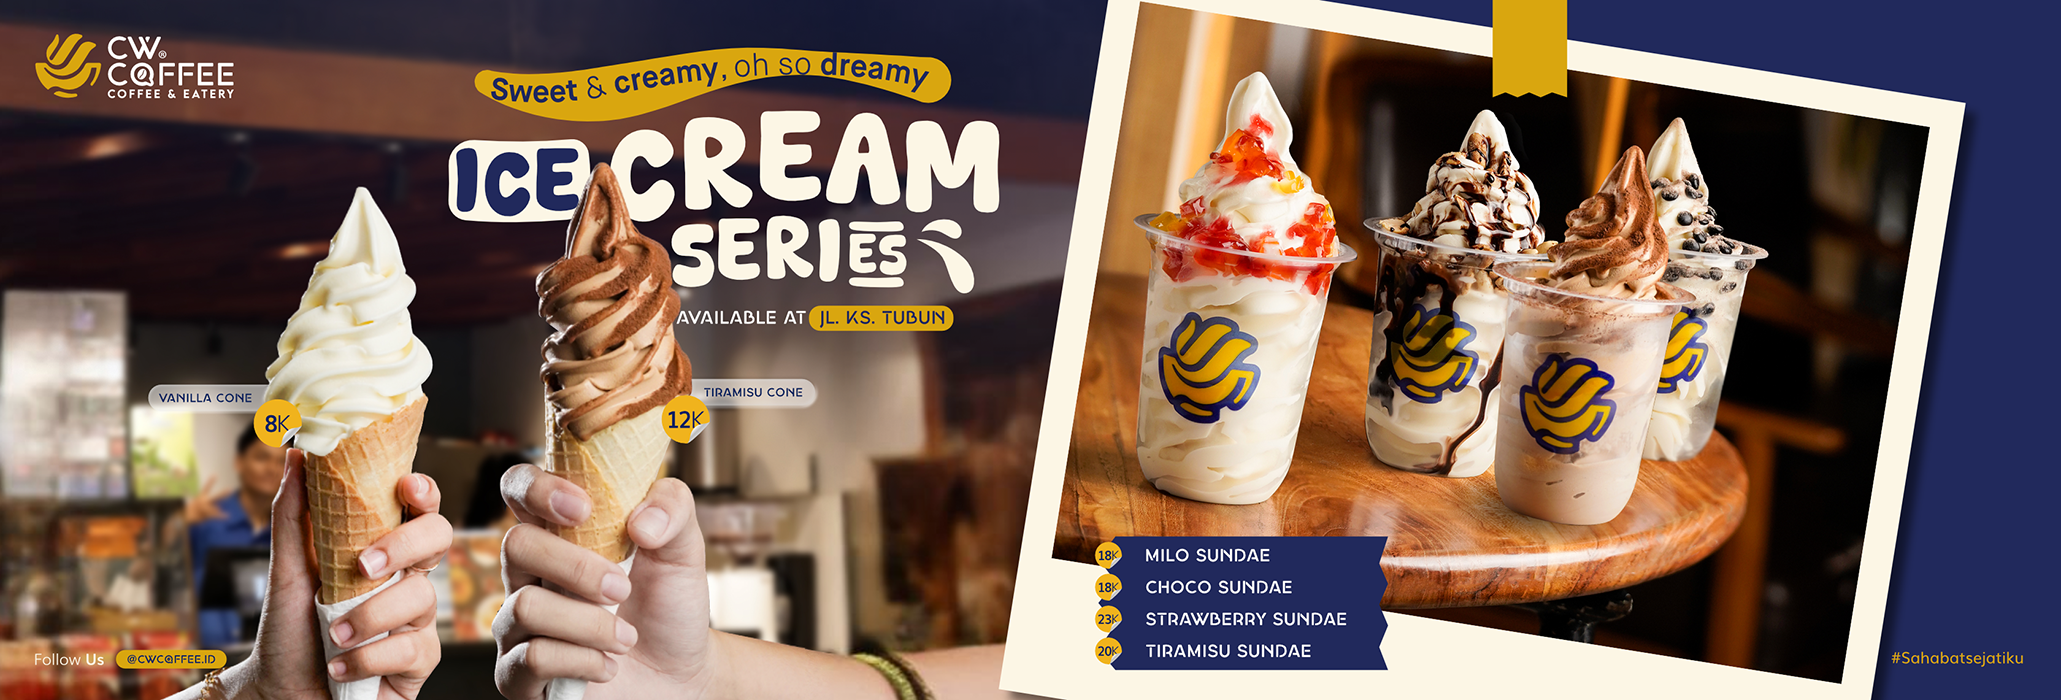 CW®
COFFEE
COFFEE & EATERY
Sweet & creamy, oh so dreamy
ICE CREAM
SERIES
AVAILABLE AT JL. KS. TUBUN
VANILLA CONE
8K
TIRAMISU CONE
12K
18K MILO SUNDAE
18K CHOCO SUNDAE
23K STRAWBERRY SUNDAE
20K TIRAMISU SUNDAE
Follow Us @CWCOFFEE.ID
#Sahabatsejatiku